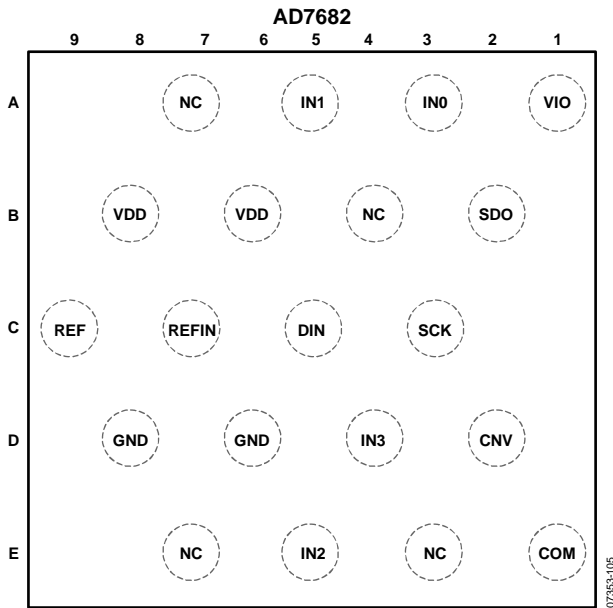 AD7682
9 8 7 6 5 4 3 2 1
A NC IN1 IN0 VIO
B VDD VDD NC SDO
C REF REFIN DIN SCK
D GND GND IN3 CNV
E NC IN2 NC COM
07353-105